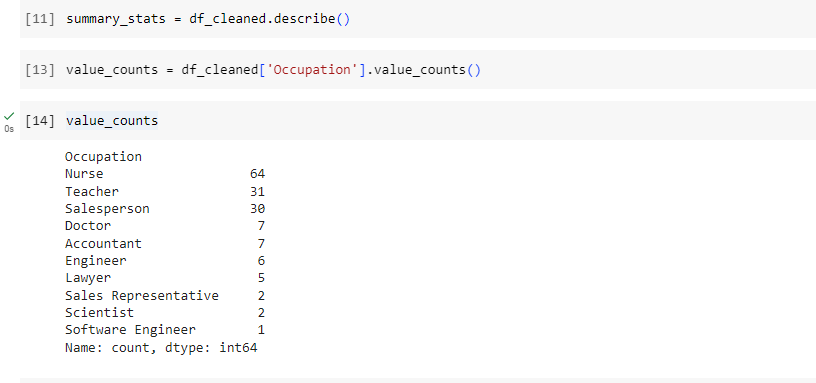 [11] summary_stats = df_cleaned.describe()
[13] value_counts = df_cleaned['Occupation'].value_counts()
[14] value_counts
0s
Occupation
Nurse 64
Teacher 31
Salesperson 30
Doctor 7
Accountant 7
Engineer 6
Lawyer 5
Sales Representative 2
Scientist 2
Software Engineer 1
Name: count, dtype: int64